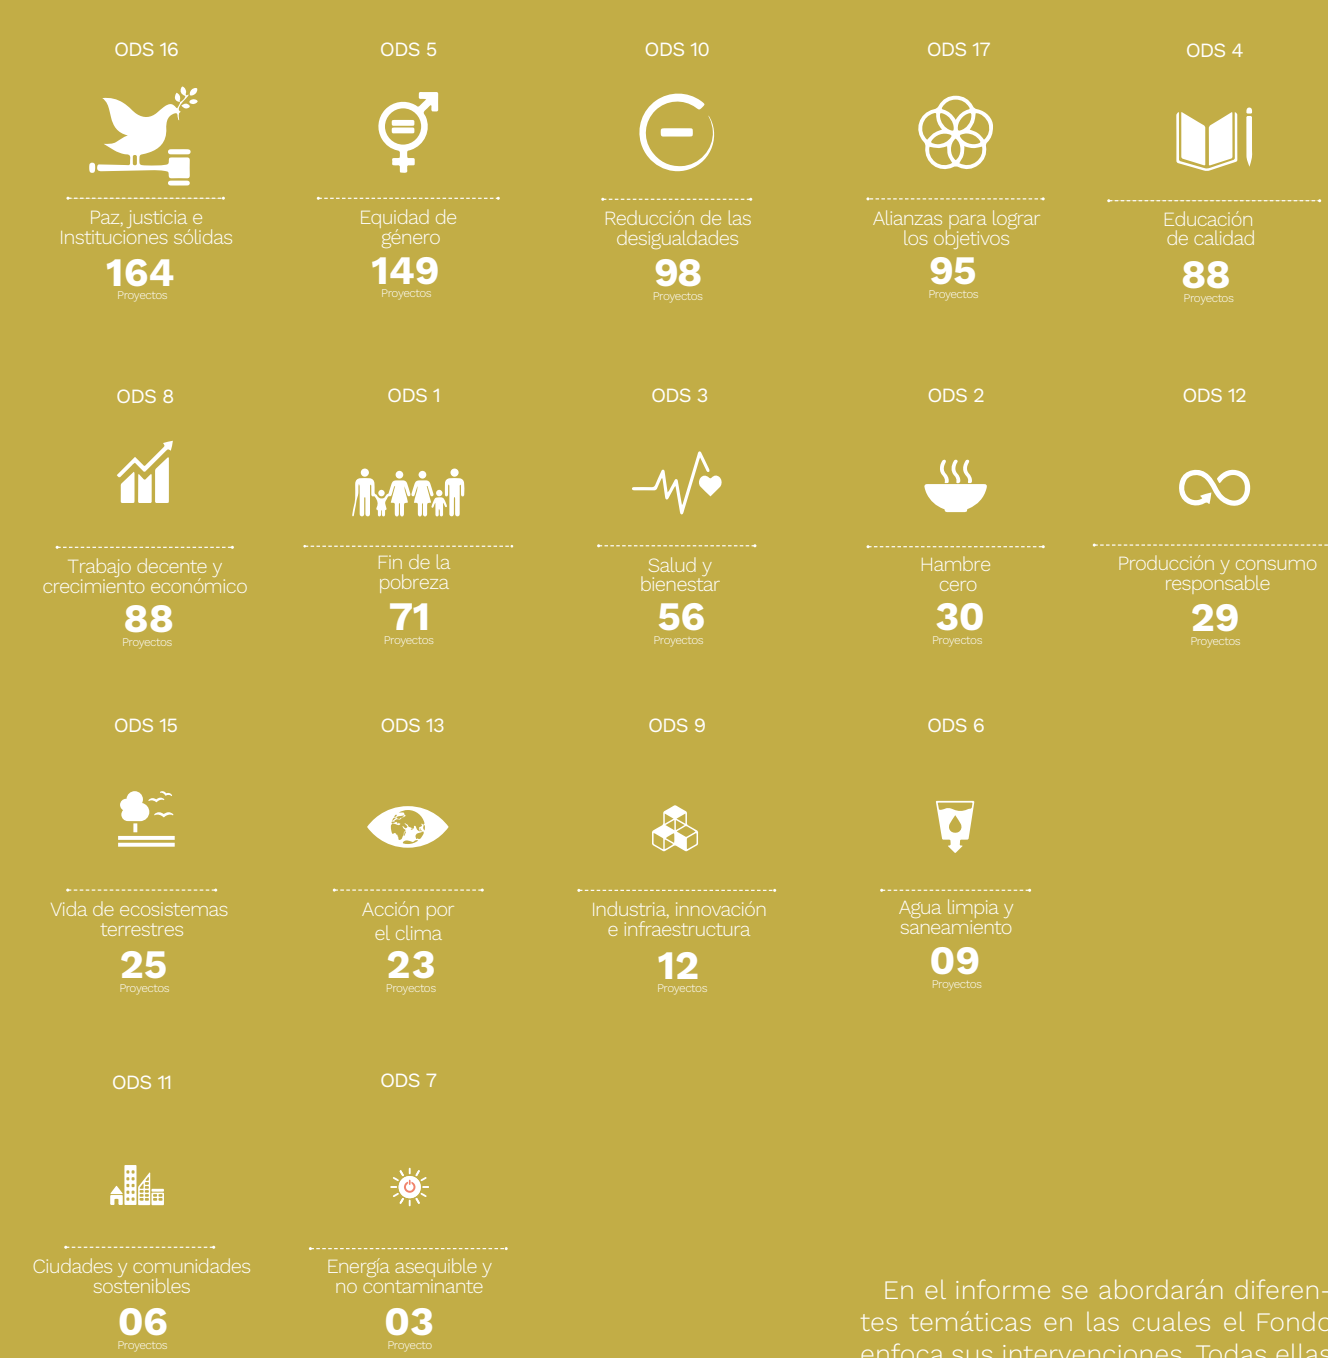 ODS 16
Paz, justicia e
Instituciones sólidas
164
Proyectos
ODS 5
Equidad de
género
149
Proyectos
ODS 10
Reducción de las
desigualdades
98
Proyectos
ODS 17
Alianzas para lograr
los objetivos
95
Proyectos
ODS 4
Educación
de calidad
88
Proyectos
ODS 8
Trabajo decente y
crecimiento económico
88
Proyectos
ODS 1
Fin de la
pobreza
71
Proyectos
ODS 3
Salud y
bienestar
56
Proyectos
ODS 2
Hambre
cero
30
Proyectos
ODS 12
Producción y consumo
responsable
29
Proyectos
ODS 15
Vida de ecosistemas
terrestres
25
Proyectos
ODS 13
Acción por
el clima
23
Proyectos
ODS 9
Industria, innovación
e infraestructura
12
Proyectos
ODS 6
Agua limpia y
saneamiento
09
Proyectos
ODS 11
Ciudades y comunidades
sostenibles
06
Proyectos
ODS 7
Energía asequible y
no contaminante
03
Proyecto
En el informe se abordarán diferen-
tes temáticas en las cuales el Fondo
enfoca sus intervenciones. Todas ellas